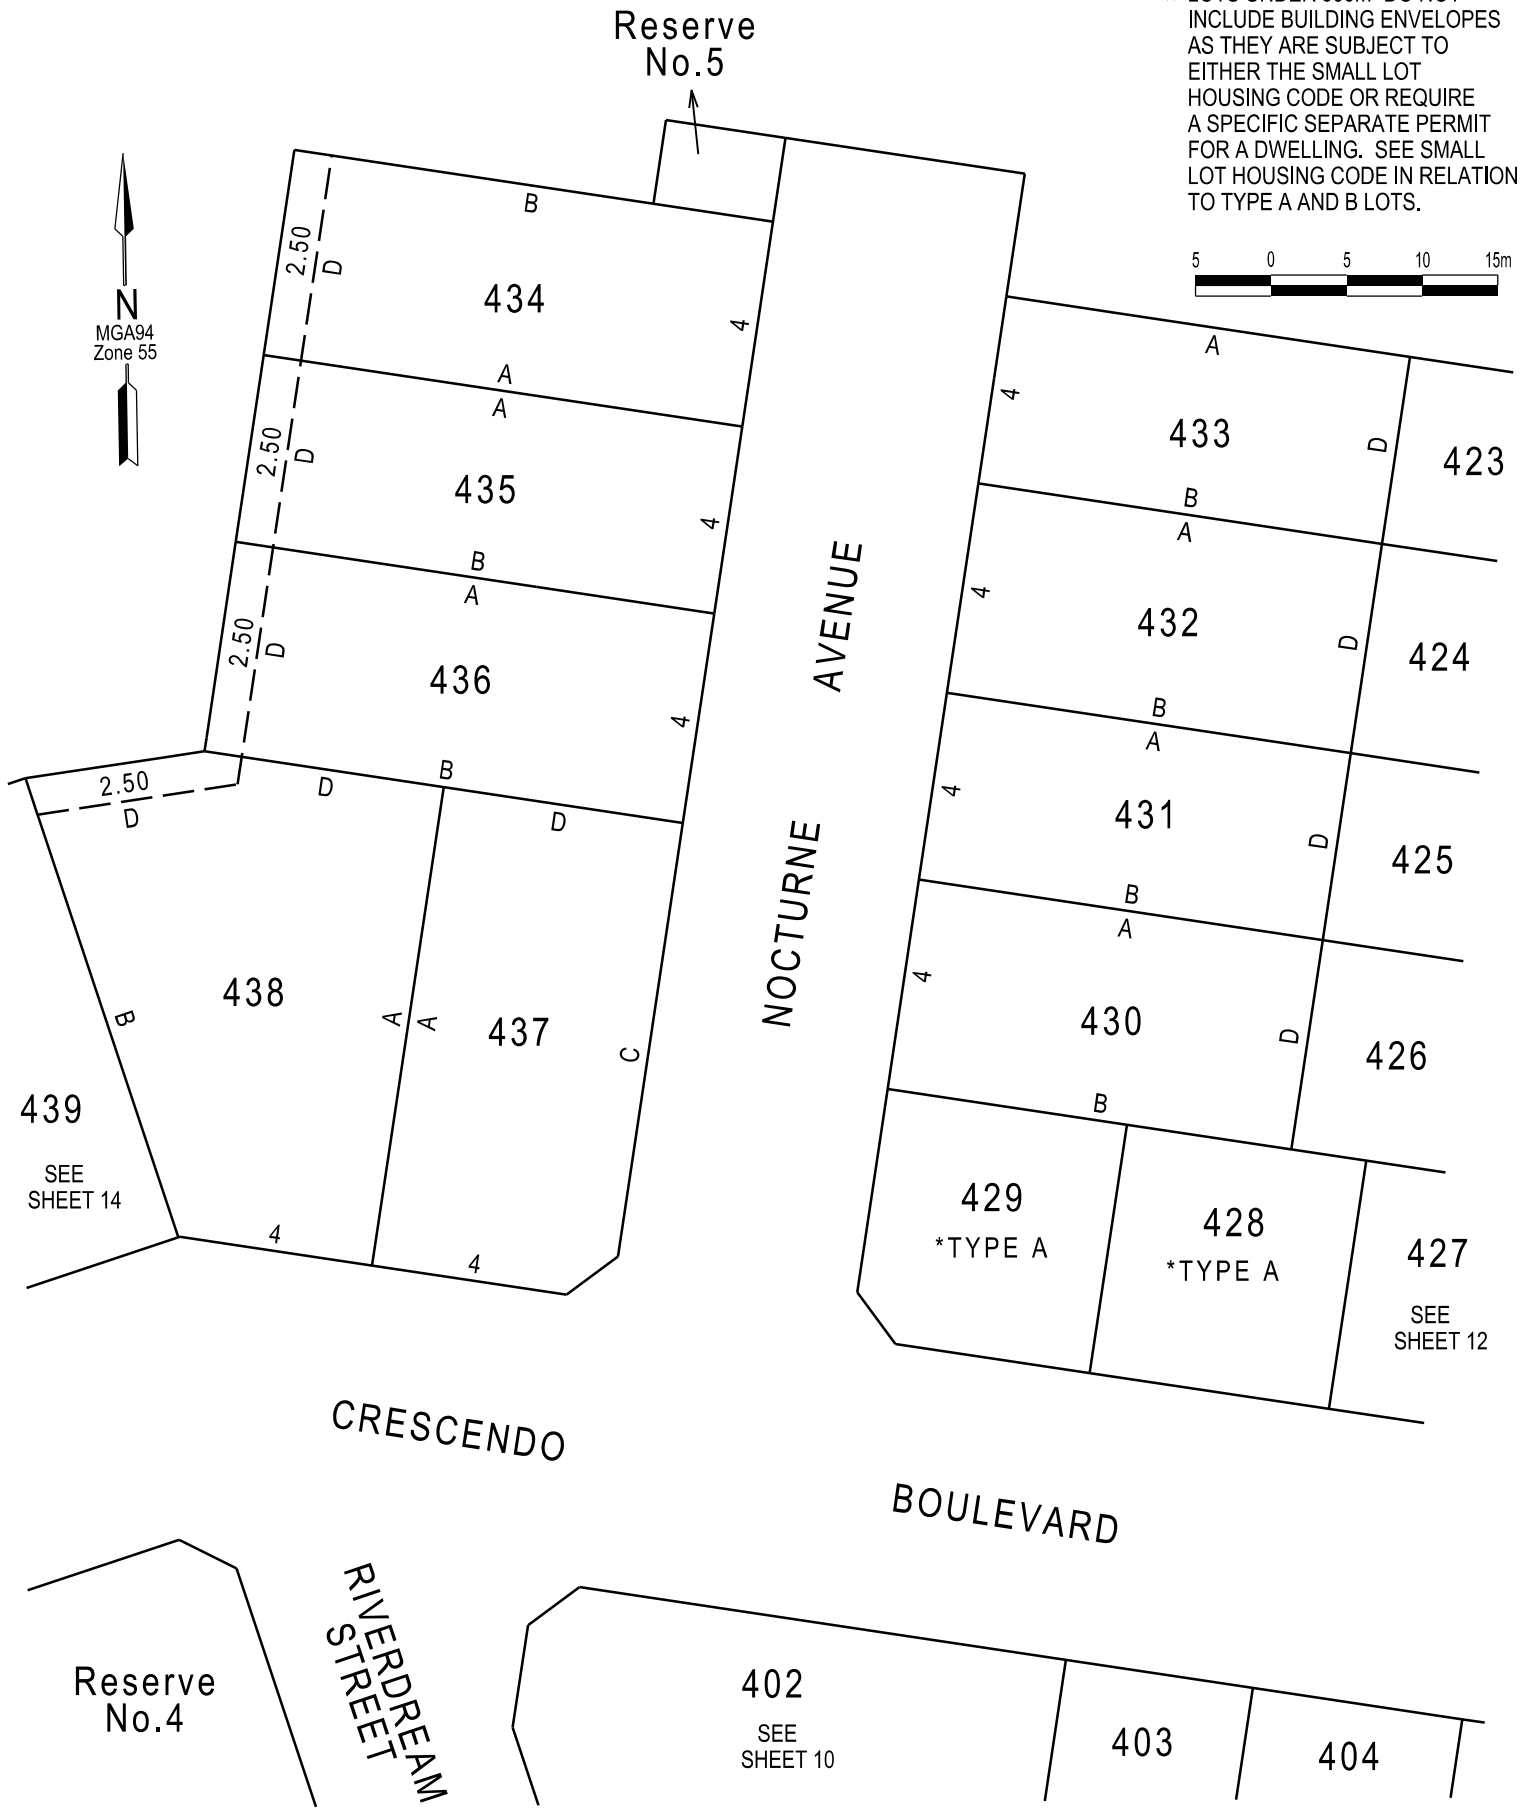 Reserve
No.5
INCLUDE BUILDING ENVELOPES
AS THEY ARE SUBJECT TO
EITHER THE SMALL LOT
HOUSING CODE OR REQUIRE
A SPECIFIC SEPARATE PERMIT
FOR A DWELLING. SEE SMALL
LOT HOUSING CODE IN RELATION
TO TYPE A AND B LOTS.
5 0 5 10 15m
N
MGA94
Zone 55
B
2.50
D
434
4
A
A
2.50
D
435
4
B
A
2.50
D
436
4
B
A
4
433
D
423
B
A
4
432
D
424
B
A
4
431
D
425
B
A
4
430
D
426
B
NOCTURNE AVENUE
2.50
D
D
D
438
B
A
A
437
C
4
4
439
SEE
SHEET 14
429
*TYPE A
428
*TYPE A
427
SEE
SHEET 12
CRESCENDO BOULEVARD
RIVERDREAM
STREET
Reserve
No.4
402
SEE
SHEET 10
403
404